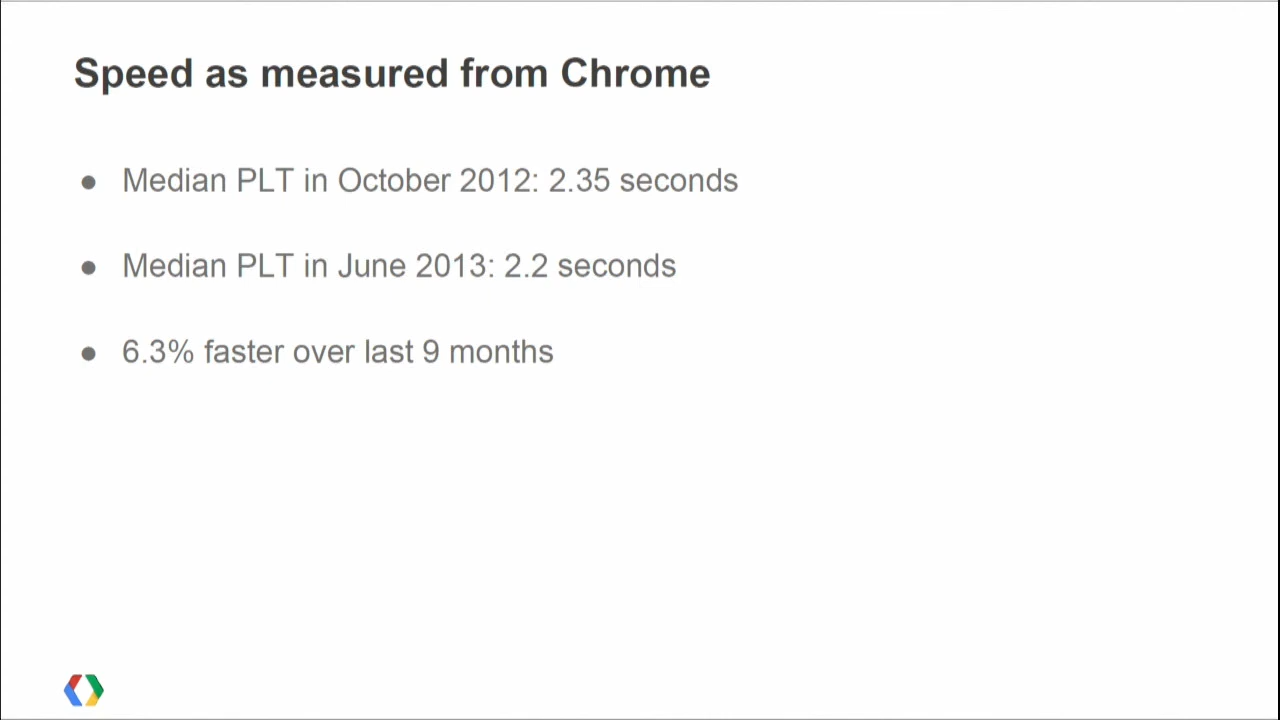 Speed as measured from Chrome
● Median PLT in October 2012: 2.35 seconds
● Median PLT in June 2013: 2.2 seconds
● 6.3% faster over last 9 months